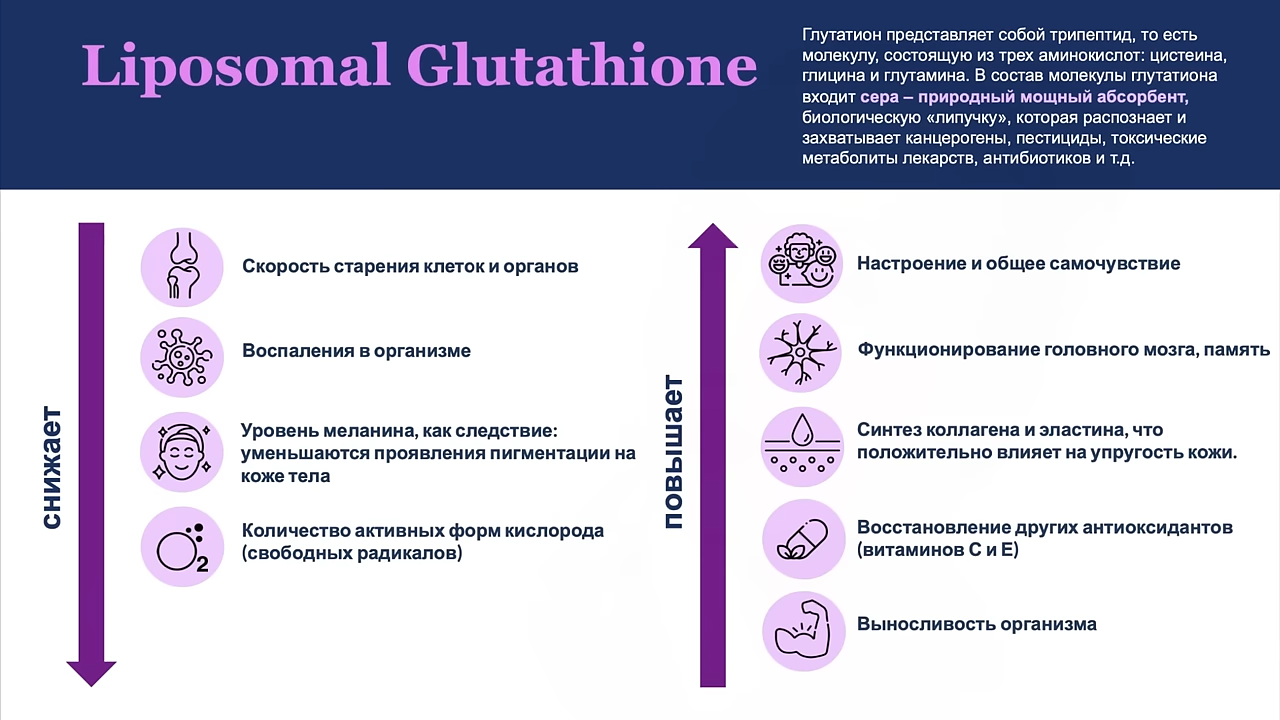 Liposomal Glutathione
Глутатион представляет собой трипептид, то есть
молекулу, состоящую из трех аминокислот: цистеина,
глицина и глутамина. В состав молекулы глутатиона
входит сера – природный мощный абсорбент,
биологическую «липучку», которая распознает и
захватывает канцерогены, пестициды, токсические
метаболиты лекарств, антибиотиков и т.д.
снижает
Скорость старения клеток и органов
Воспаления в организме
Уровень меланина, как следствие:
уменьшаются проявления пигментации на
коже тела
2
Количество активных форм кислорода
(свободных радикалов)
повышает
Настроение и общее самочувствие
Функционирование головного мозга, память
Синтез коллагена и эластина, что
положительно влияет на упругость кожи.
Восстановление других антиоксидантов
(витаминов С и Е)
Выносливость организма